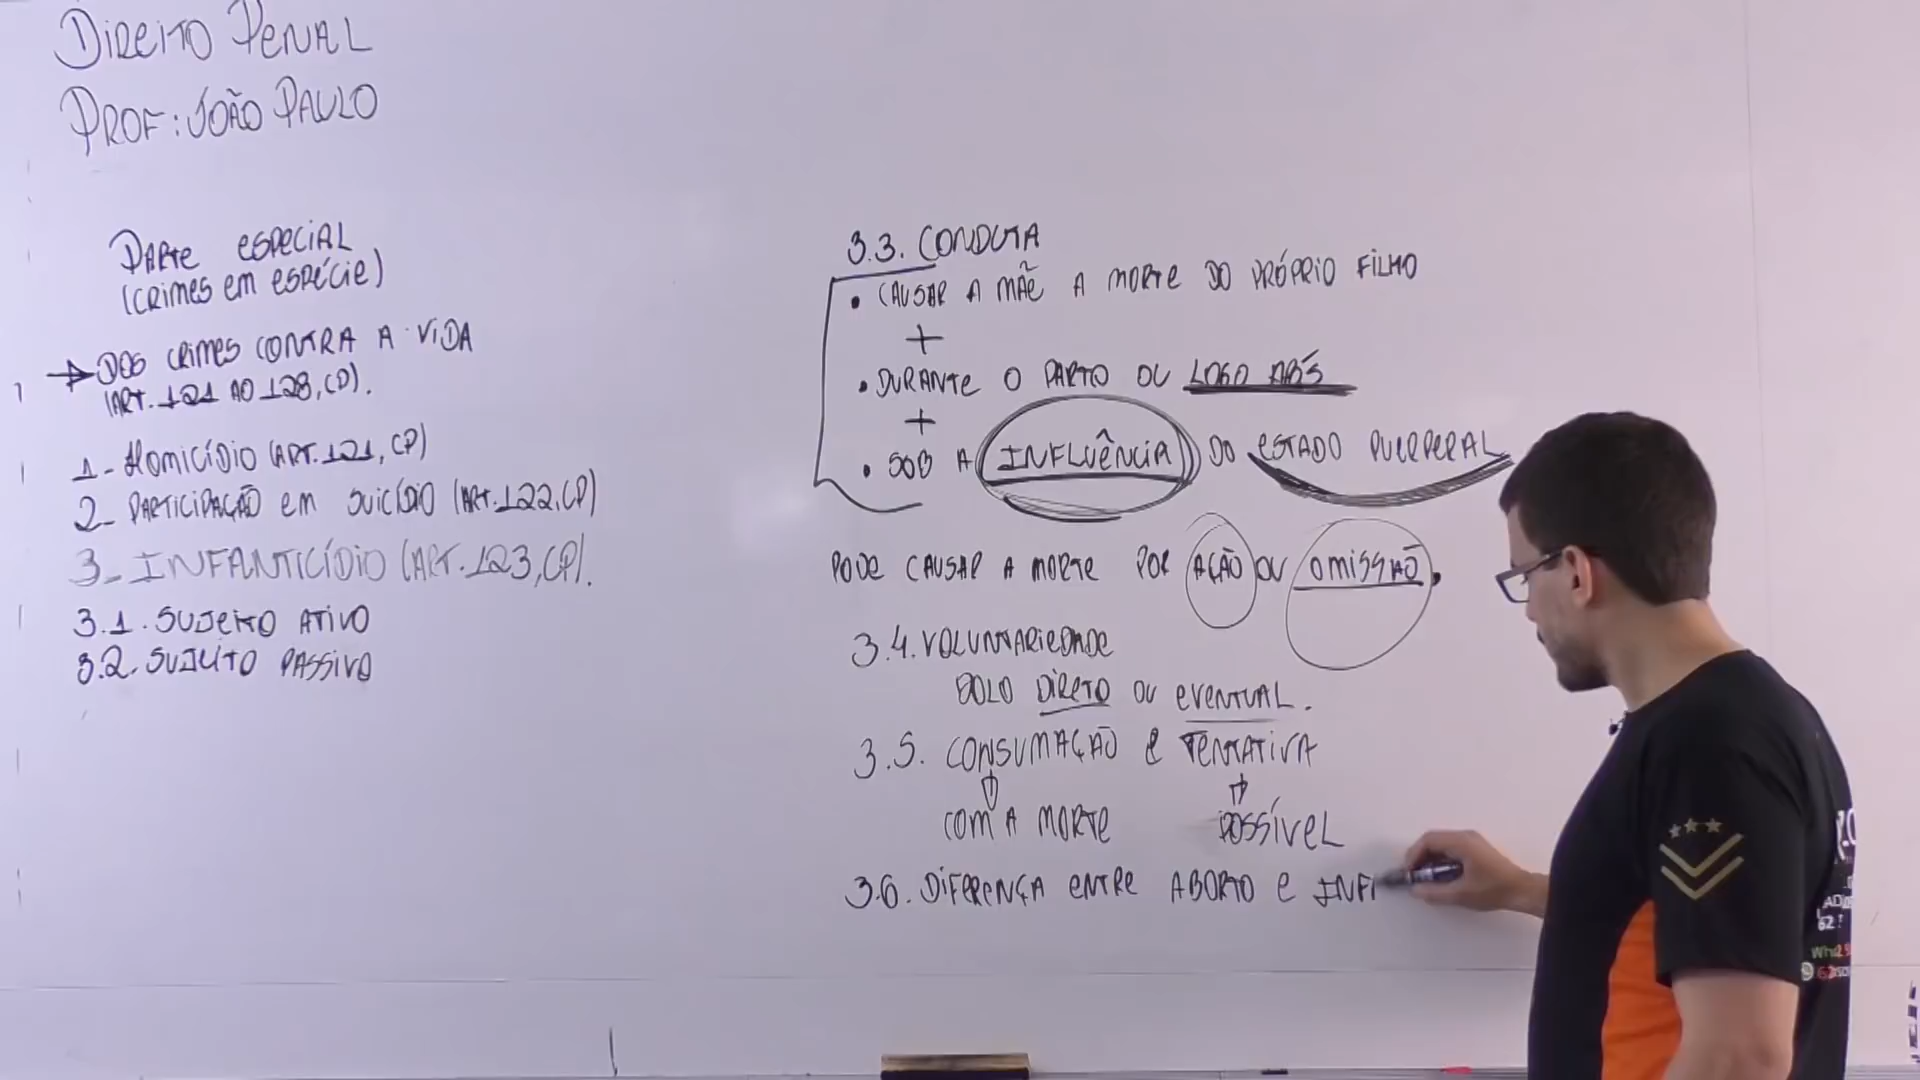 Direito Penal
Prof: João Paulo
Parte especial
(crimes em espécie)
→ Dos crimes contra a vida
(Art. 121 ao 128, CP).
1- Homicídio (Art. 121, CP)
2- Participação em suicídio (Art. 122, CP)
3- INFANTICÍDIO (ART. 123, CP).
3.1. Sujeito Ativo
3.2. Sujeito Passivo
3.3. Conduta
• Causar a mãe a morte do próprio filho
+
• Durante o parto ou logo após
+
• Sob a INFLUÊNCIA do estado puerperal
Pode causar a morte por ação ou omissão.
3.4. Voluntariedade
Dolo direto ou eventual.
3.5. Consumação e Tentativa
com a morte possível
3.6. Diferença entre aborto e inf
62